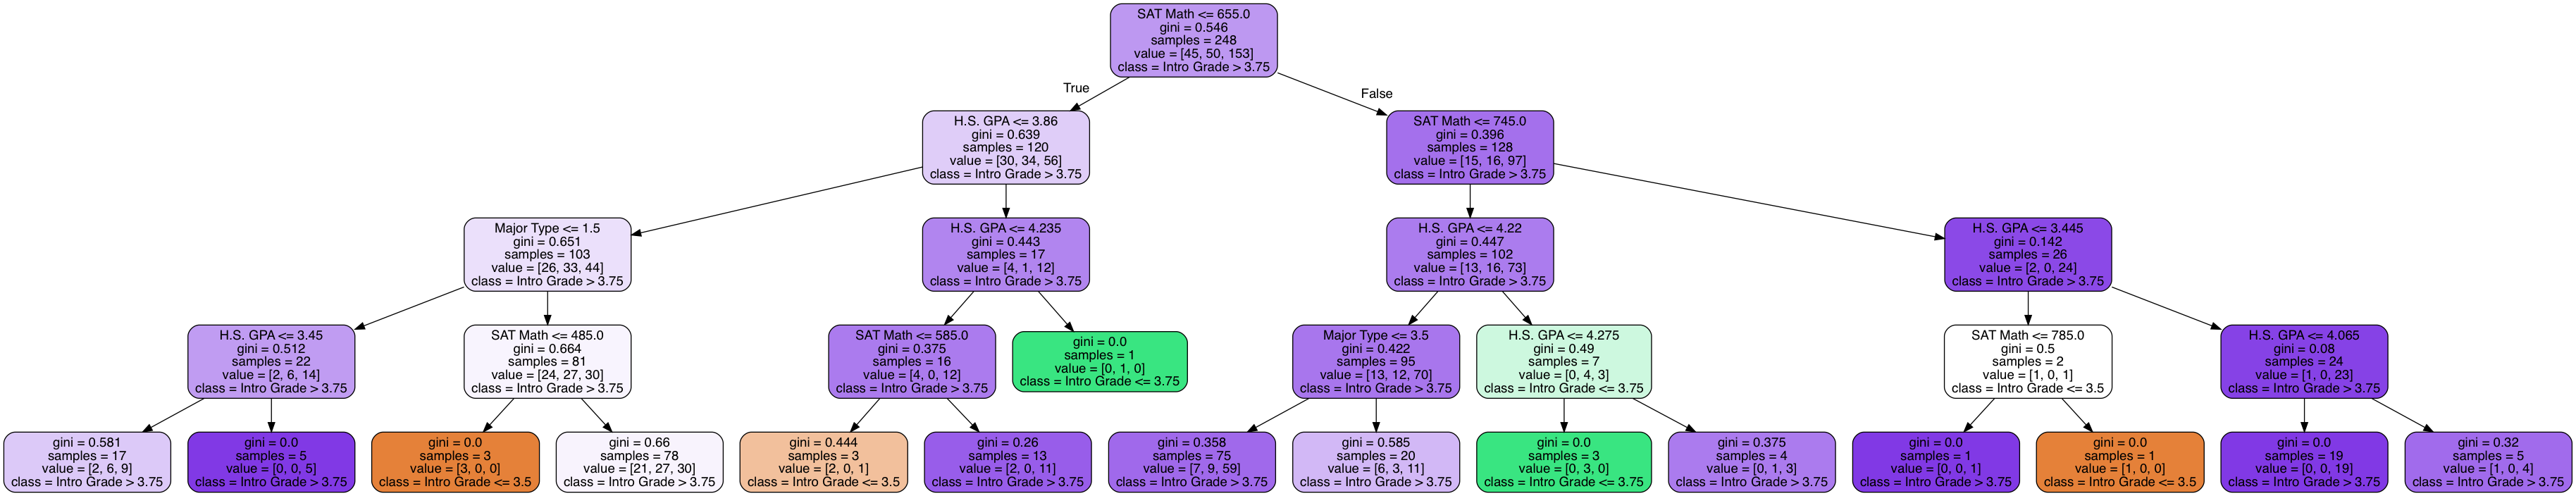 SAT Math <= 655.0
gini = 0.546
samples = 248
value = [45, 50, 153]
class = Intro Grade > 3.75
True
False
H.S. GPA <= 3.86
gini = 0.639
samples = 120
value = [30, 34, 56]
class = Intro Grade > 3.75
SAT Math <= 745.0
gini = 0.396
samples = 128
value = [15, 16, 97]
class = Intro Grade > 3.75
Major Type <= 1.5
gini = 0.651
samples = 103
value = [26, 33, 44]
class = Intro Grade > 3.75
H.S. GPA <= 4.235
gini = 0.443
samples = 17
value = [4, 1, 12]
class = Intro Grade > 3.75
H.S. GPA <= 4.22
gini = 0.447
samples = 102
value = [13, 16, 73]
class = Intro Grade > 3.75
H.S. GPA <= 3.445
gini = 0.142
samples = 26
value = [2, 0, 24]
class = Intro Grade > 3.75
H.S. GPA <= 3.45
gini = 0.512
samples = 22
value = [2, 6, 14]
class = Intro Grade > 3.75
SAT Math <= 485.0
gini = 0.664
samples = 81
value = [24, 27, 30]
class = Intro Grade > 3.75
SAT Math <= 585.0
gini = 0.375
samples = 16
value = [4, 0, 12]
class = Intro Grade > 3.75
gini = 0.0
samples = 1
value = [0, 1, 0]
class = Intro Grade <= 3.75
Major Type <= 3.5
gini = 0.422
samples = 95
value = [13, 12, 70]
class = Intro Grade > 3.75
H.S. GPA <= 4.275
gini = 0.49
samples = 7
value = [0, 4, 3]
class = Intro Grade <= 3.75
SAT Math <= 785.0
gini = 0.5
samples = 2
value = [1, 0, 1]
class = Intro Grade <= 3.5
H.S. GPA <= 4.065
gini = 0.08
samples = 24
value = [1, 0, 23]
class = Intro Grade > 3.75
gini = 0.581
samples = 17
value = [2, 6, 9]
class = Intro Grade > 3.75
gini = 0.0
samples = 5
value = [0, 0, 5]
class = Intro Grade > 3.75
gini = 0.0
samples = 3
value = [3, 0, 0]
class = Intro Grade <= 3.5
gini = 0.66
samples = 78
value = [21, 27, 30]
class = Intro Grade > 3.75
gini = 0.444
samples = 3
value = [2, 0, 1]
class = Intro Grade <= 3.5
gini = 0.26
samples = 13
value = [2, 0, 11]
class = Intro Grade > 3.75
gini = 0.358
samples = 75
value = [7, 9, 59]
class = Intro Grade > 3.75
gini = 0.585
samples = 20
value = [6, 3, 11]
class = Intro Grade > 3.75
gini = 0.0
samples = 3
value = [0, 3, 0]
class = Intro Grade <= 3.75
gini = 0.375
samples = 4
value = [0, 1, 3]
class = Intro Grade > 3.75
gini = 0.0
samples = 1
value = [0, 0, 1]
class = Intro Grade > 3.75
gini = 0.0
samples = 1
value = [1, 0, 0]
class = Intro Grade <= 3.5
gini = 0.0
samples = 19
value = [0, 0, 19]
class = Intro Grade > 3.75
gini = 0.32
samples = 5
value = [1, 0, 4]
class = Intro Grade > 3.75